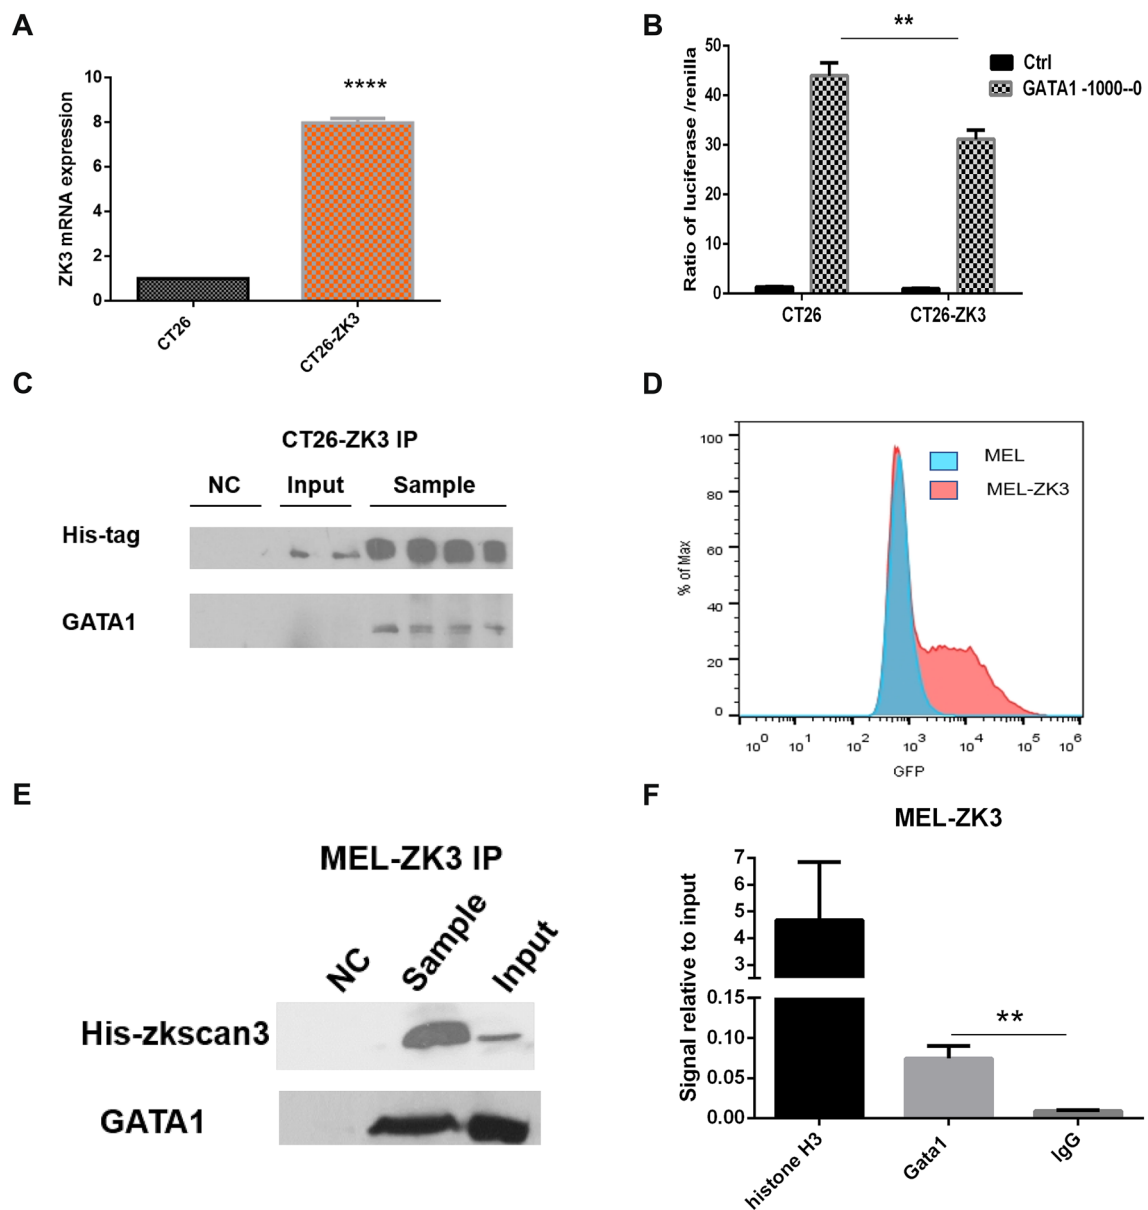 A
ZK3 mRNA expression
10
8
6
4
2
0
****
CT26
CT26-ZK3
B
Ratio of luciferase /renilla
50
40
30
20
10
0
**
Ctrl
GATA1 -1000--0
CT26
CT26-ZK3
C
CT26-ZK3 IP
NC Input Sample
His-tag
GATA1
D
% of Max
100
80
60
40
20
0
MEL
MEL-ZK3
10^0 10^1 10^2 10^3 10^4 10^5 10^6
GFP
E
MEL-ZK3 IP
NC Sample Input
His-zkscan3
GATA1
F
MEL-ZK3
Signal relative to input
7
6
5
4
3
0.15
0.10
0.05
0.00
**
histone H3
Gata1
IgG